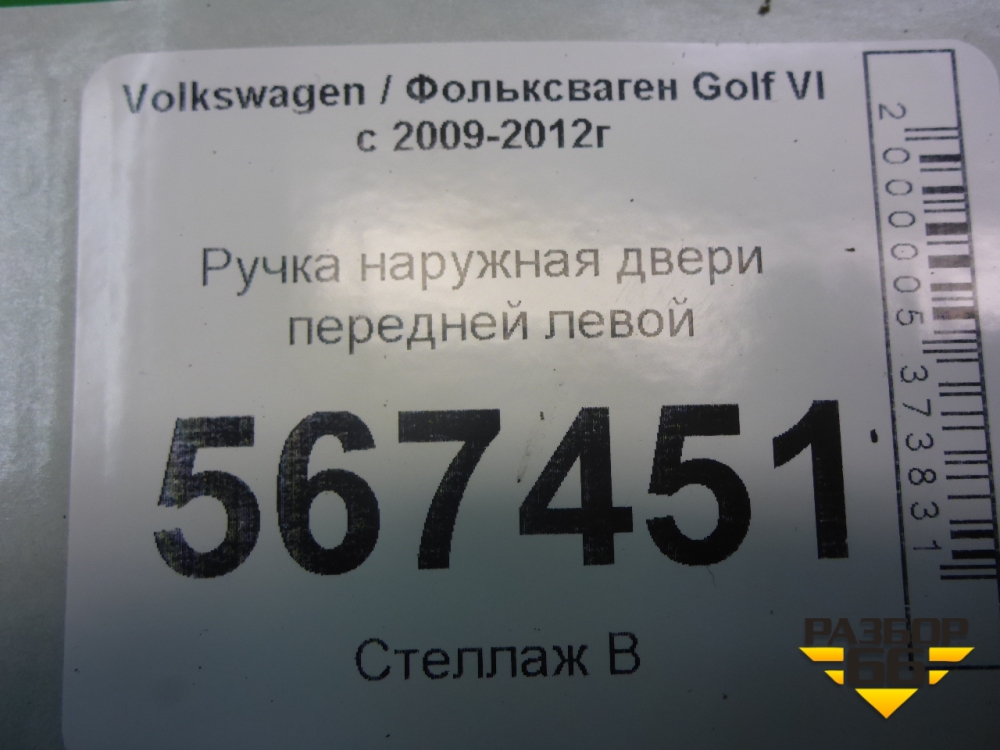 Volkswagen / Фольксваген Golf VI
с 2009-2012г
Ручка наружная двери
передней левой
567451
Стеллаж В
2000005373831
РАЗБОР
66